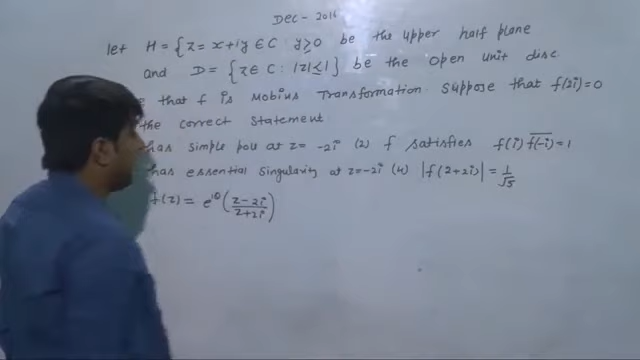 Dec - 2016
let H = { z = x+iy ∈ C : y ≥ 0 be the upper half plane
and D = { z ∈ C : |z| ≤ 1 } be the open unit disc
that f is Mobius Transformation. Suppose that f(2i) = 0
the correct statement
has simple pole at z = -2i (2) f satisfies f(i) \overline{f(-i)} = 1
has essential singularity at z = -2i (4) |f(2+2i)| = 1/√5
f(z) = e^{iθ} ( (z-2i)/(z+2i) )